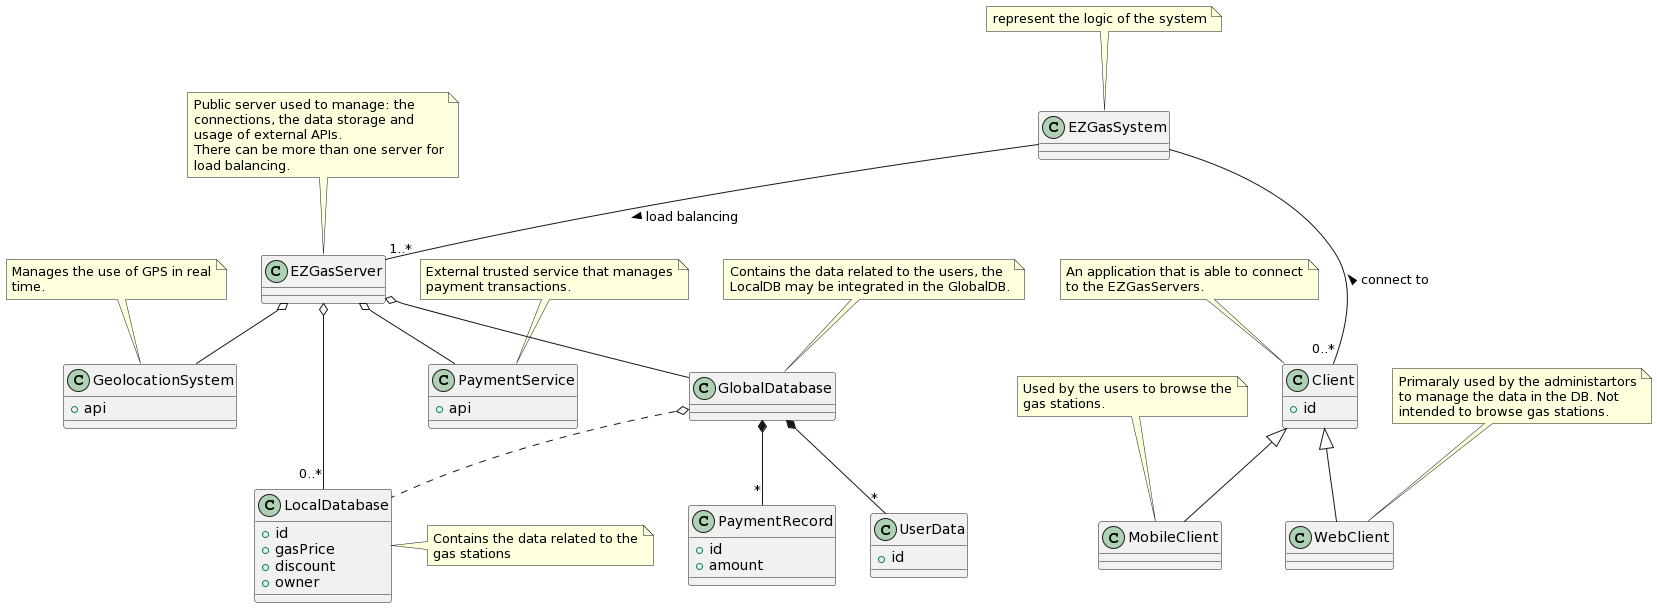 represent the logic of the system
Public server used to manage: the
connections, the data storage and
usage of external APIs.
There can be more than one server for
load balancing.
C EZGasSystem
load balancing
1..*
C EZGasServer
Manages the use of GPS in real
time.
External trusted service that manages
payment transactions.
Contains the data related to the users, the
LocalDB may be integrated in the GlobalDB.
An application that is able to connect
to the EZGasServers.
connect to
0..*
C GeolocationSystem
api
C PaymentService
api
C GlobalDatabase
Used by the users to browse the
gas stations.
C Client
id
Primaraly used by the administartors
to manage the data in the DB. Not
intended to browse gas stations.
0..*
C LocalDatabase
id
gasPrice
discount
owner
Contains the data related to the
gas stations
*
C PaymentRecord
id
amount
*
C UserData
id
C MobileClient
C WebClient